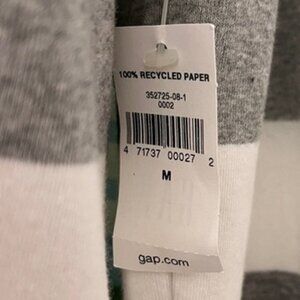 100% RECYCLED PAPER
352725-08-1
0002
4 71737 00027 2
M
gap.com